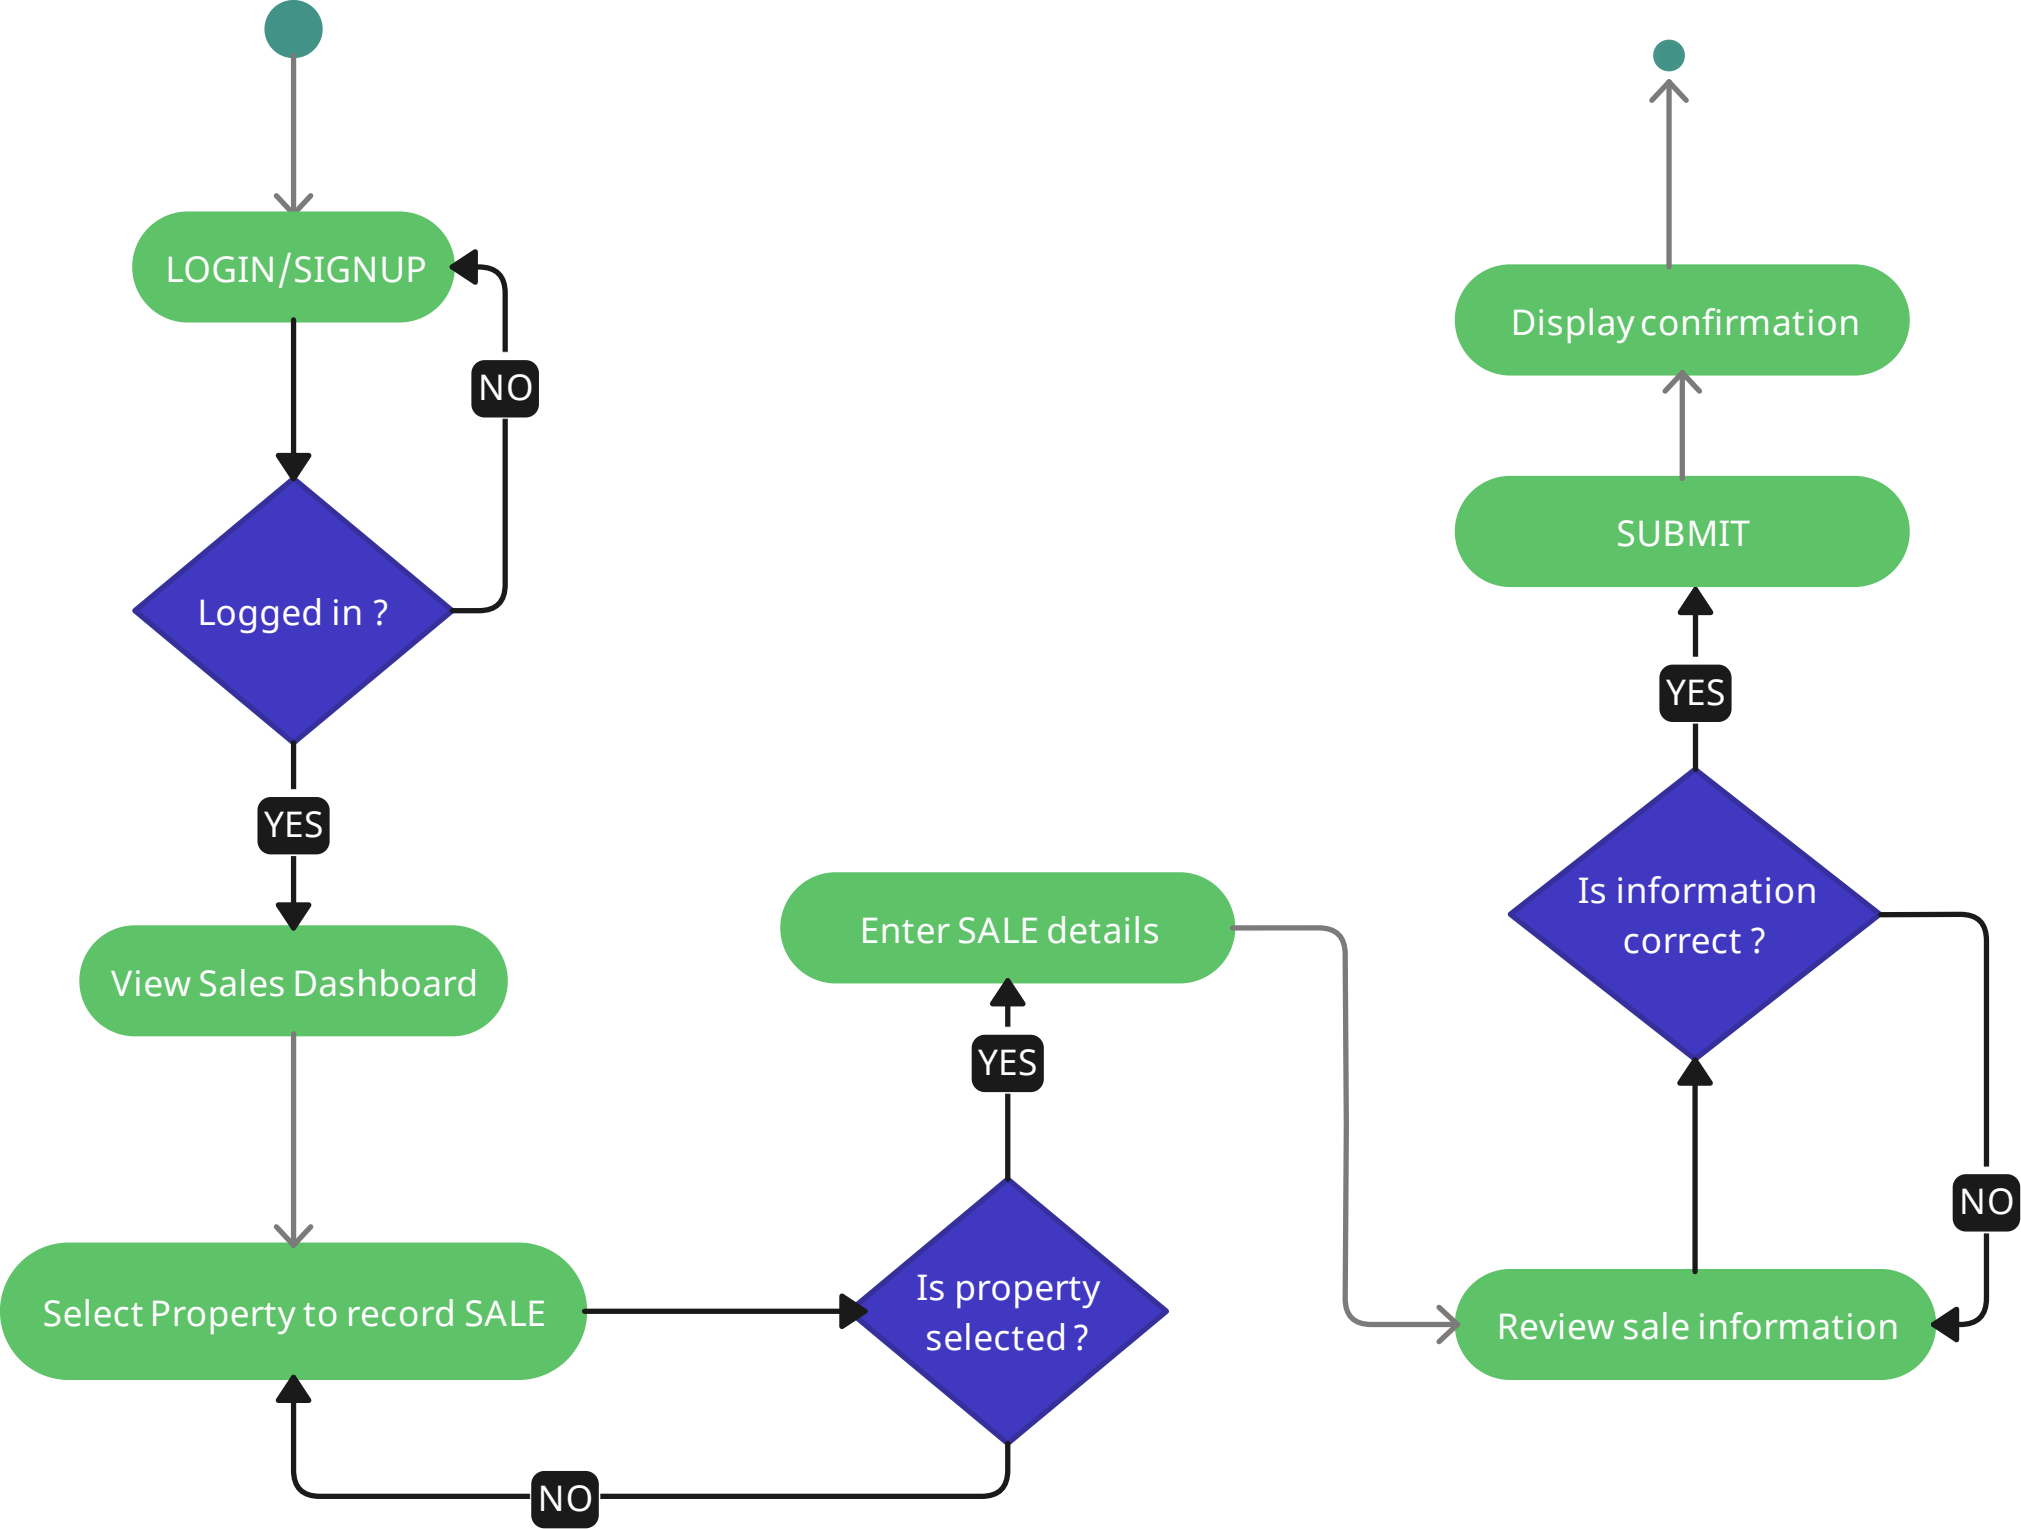 LOGIN/SIGNUP
NO
Logged in ?
YES
View Sales Dashboard
Select Property to record SALE
NO
Is property
selected ?
YES
Enter SALE details
Review sale information
Is information
correct ?
NO
YES
SUBMIT
Display confirmation